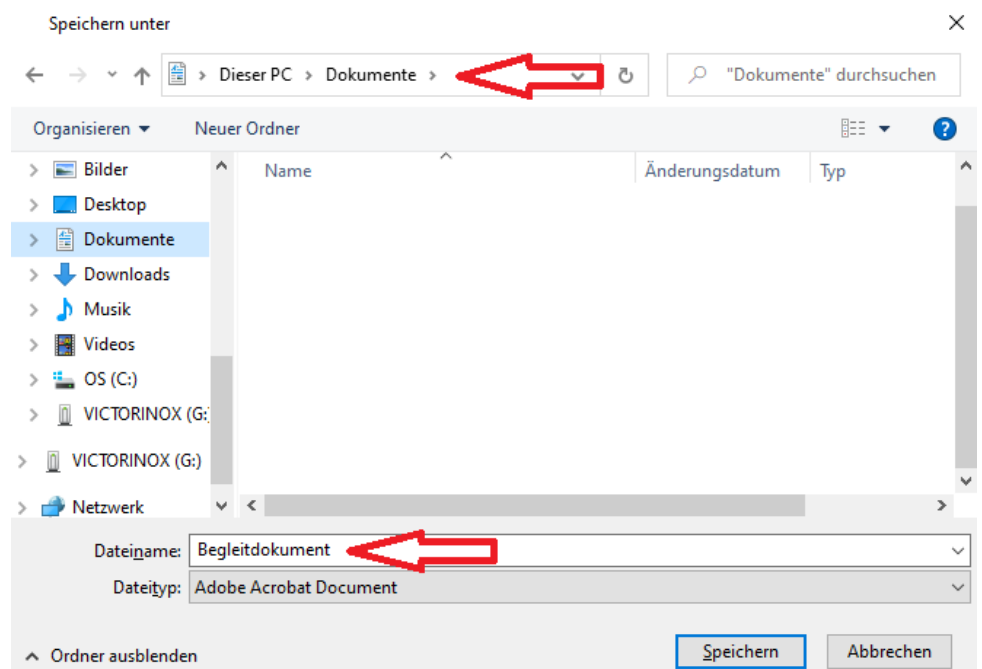 Speichern unter
Dieser PC > Dokumente >
"Dokumente" durchsuchen
Organisieren
Neuer Ordner
?
Name
Änderungsdatum
Typ
Bilder
Desktop
Dokumente
Downloads
Musik
Videos
OS (C:)
VICTORINOX (G:)
VICTORINOX (G:)
Netzwerk
Dateiname: Begleitdokument
Dateityp: Adobe Acrobat Document
Ordner ausblenden
Speichern
Abbrechen